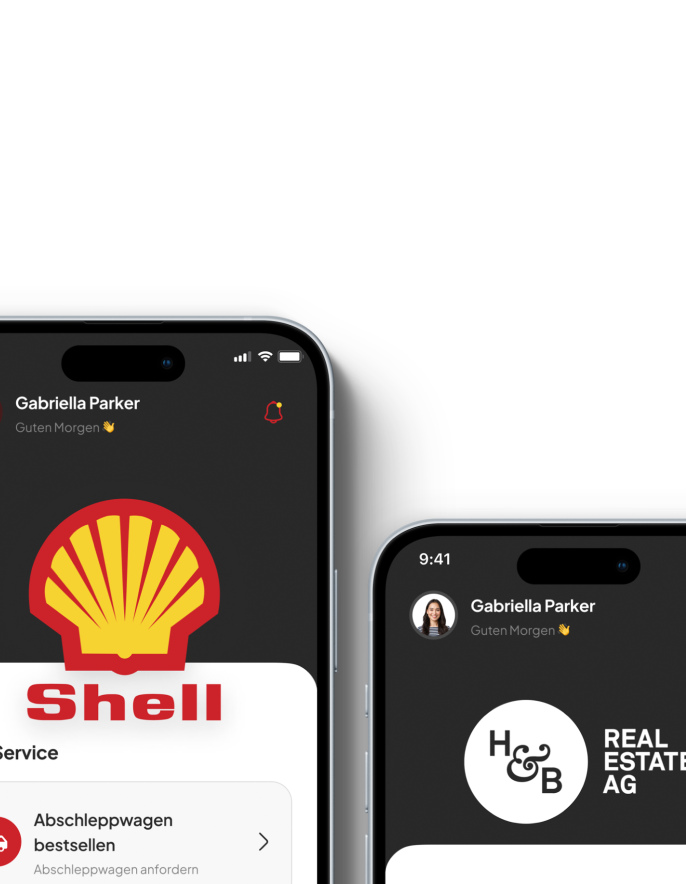 Gabriella Parker
Guten Morgen 👋
Shell
Service
Abschleppwagen
bestsellen
Abschleppwagen anfordern
9:41
Gabriella Parker
Guten Morgen 👋
H&B
REAL
ESTATE
AG